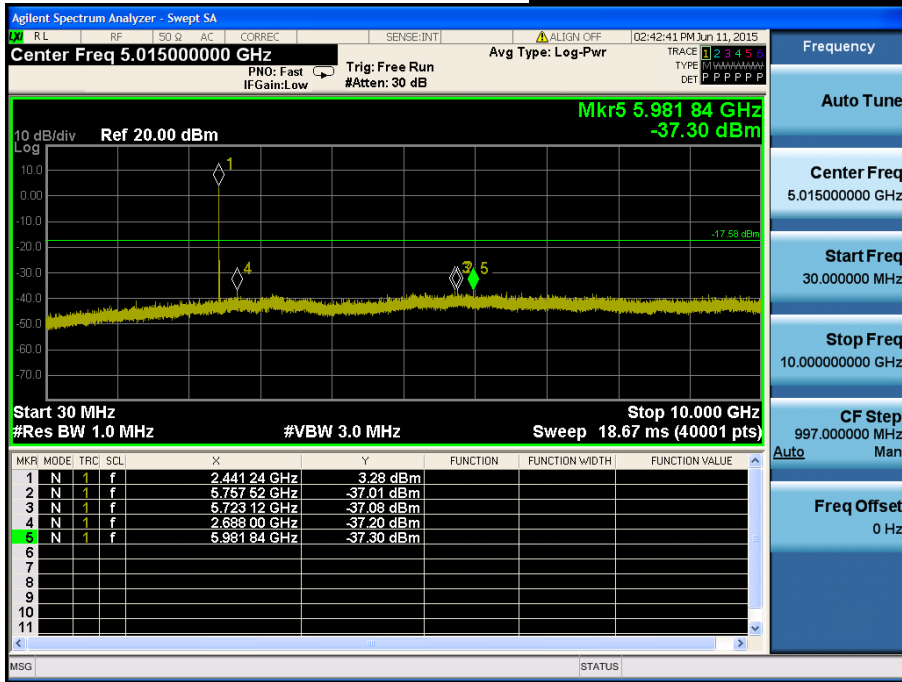 Agilent Spectrum Analyzer - Swept SA
LXI RL RF 50 Ω AC CORREC SENSE:INT ALIGN OFF 02:42:41 PM Jun 11, 2015
Center Freq 5.015000000 GHz
PNO: Fast
IFGain:Low
Trig: Free Run
#Atten: 30 dB
Avg Type: Log-Pwr
TRACE 1 2 3 4 5 6
TYPE M WWWWW
DET P P P P P P
Mkr5 5.981 84 GHz
-37.30 dBm
10 dB/div Ref 20.00 dBm
Log
10.0
0.00
-10.0
-20.0
-30.0
-40.0
-50.0
-60.0
-70.0
-17.58 dBm
1
4
3 5
Start 30 MHz Stop 10.000 GHz
#Res BW 1.0 MHz #VBW 3.0 MHz Sweep 18.67 ms (40001 pts)
MKR MODE TRC SCL X Y FUNCTION FUNCTION WIDTH FUNCTION VALUE
1 N 1 f 2.441 24 GHz 3.28 dBm
2 N 1 f 5.757 52 GHz -37.01 dBm
3 N 1 f 5.723 12 GHz -37.08 dBm
4 N 1 f 2.688 00 GHz -37.20 dBm
5 N 1 f 5.981 84 GHz -37.30 dBm
6
7
8
9
10
11
MSG STATUS
Frequency
Auto Tune
Center Freq
5.015000000 GHz
Start Freq
30.000000 MHz
Stop Freq
10.000000000 GHz
CF Step
997.000000 MHz
Auto Man
Freq Offset
0 Hz